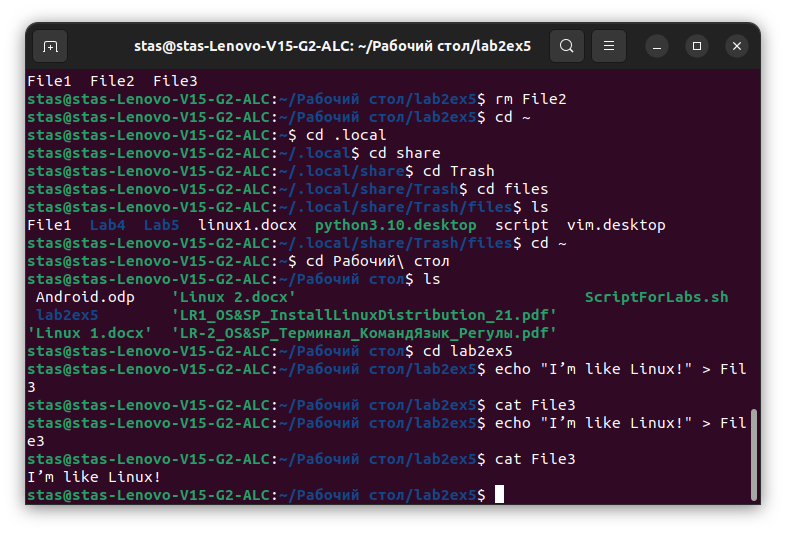 stas@stas-Lenovo-V15-G2-ALC: ~/Рабочий стол/lab2ex5
File1  File2  File3
stas@stas-Lenovo-V15-G2-ALC:~/Рабочий стол/lab2ex5$ rm File2
stas@stas-Lenovo-V15-G2-ALC:~/Рабочий стол/lab2ex5$ cd ~
stas@stas-Lenovo-V15-G2-ALC:~$ cd .local
stas@stas-Lenovo-V15-G2-ALC:~/.local$ cd share
stas@stas-Lenovo-V15-G2-ALC:~/.local/share$ cd Trash
stas@stas-Lenovo-V15-G2-ALC:~/.local/share/Trash$ cd files
stas@stas-Lenovo-V15-G2-ALC:~/.local/share/Trash/files$ ls
File1  Lab4  Lab5  linux1.docx  python3.10.desktop  script  vim.desktop
stas@stas-Lenovo-V15-G2-ALC:~/.local/share/Trash/files$ cd ~
stas@stas-Lenovo-V15-G2-ALC:~$ cd Рабочий\ стол
stas@stas-Lenovo-V15-G2-ALC:~/Рабочий стол$ ls
Android.odp  'Linux 2.docx'  ScriptForLabs.sh
lab2ex5  'LR1_OS&SP_InstallLinuxDistribution_21.pdf'
'Linux 1.docx'  'LR-2_OS&SP_Терминал_КомандЯзык_Регулы.pdf'
stas@stas-Lenovo-V15-G2-ALC:~/Рабочий стол$ cd lab2ex5
stas@stas-Lenovo-V15-G2-ALC:~/Рабочий стол/lab2ex5$ echo "I’m like Linux!" > Fil
3
stas@stas-Lenovo-V15-G2-ALC:~/Рабочий стол/lab2ex5$ cat File3
stas@stas-Lenovo-V15-G2-ALC:~/Рабочий стол/lab2ex5$ echo "I’m like Linux!" > Fil
e3
stas@stas-Lenovo-V15-G2-ALC:~/Рабочий стол/lab2ex5$ cat File3
I’m like Linux!
stas@stas-Lenovo-V15-G2-ALC:~/Рабочий стол/lab2ex5$